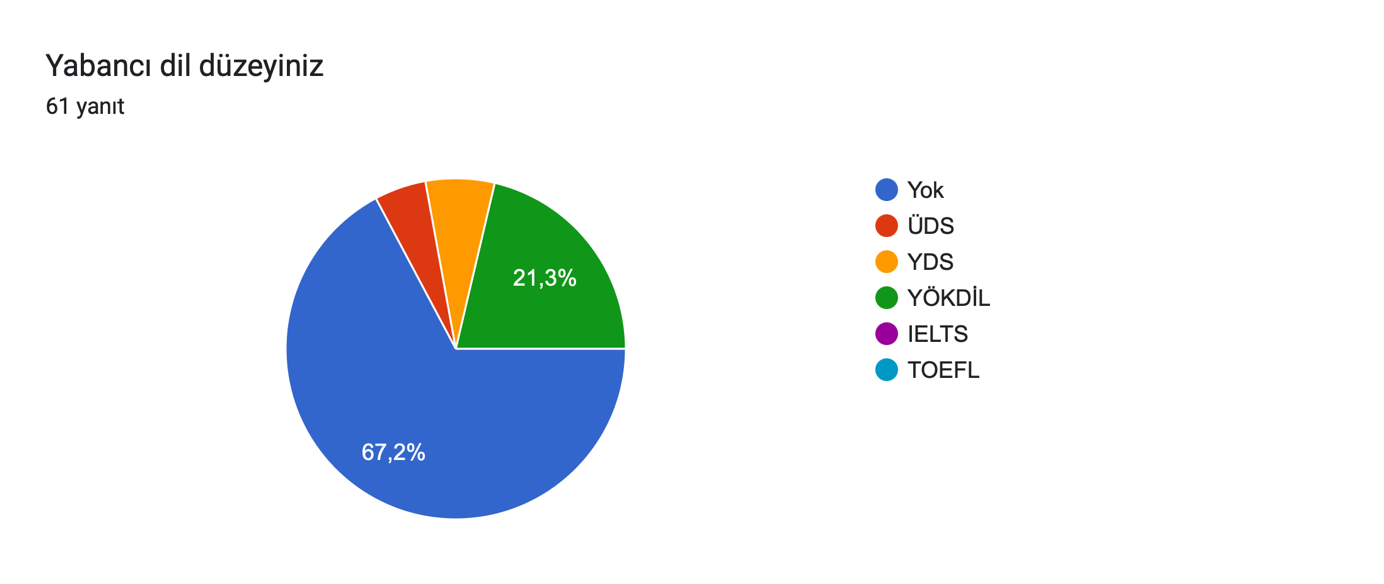 Yabancı dil düzeyiniz
61 yanıt
21,3%
67,2%
Yok
ÜDS
YDS
YÖKDİL
IELTS
TOEFL